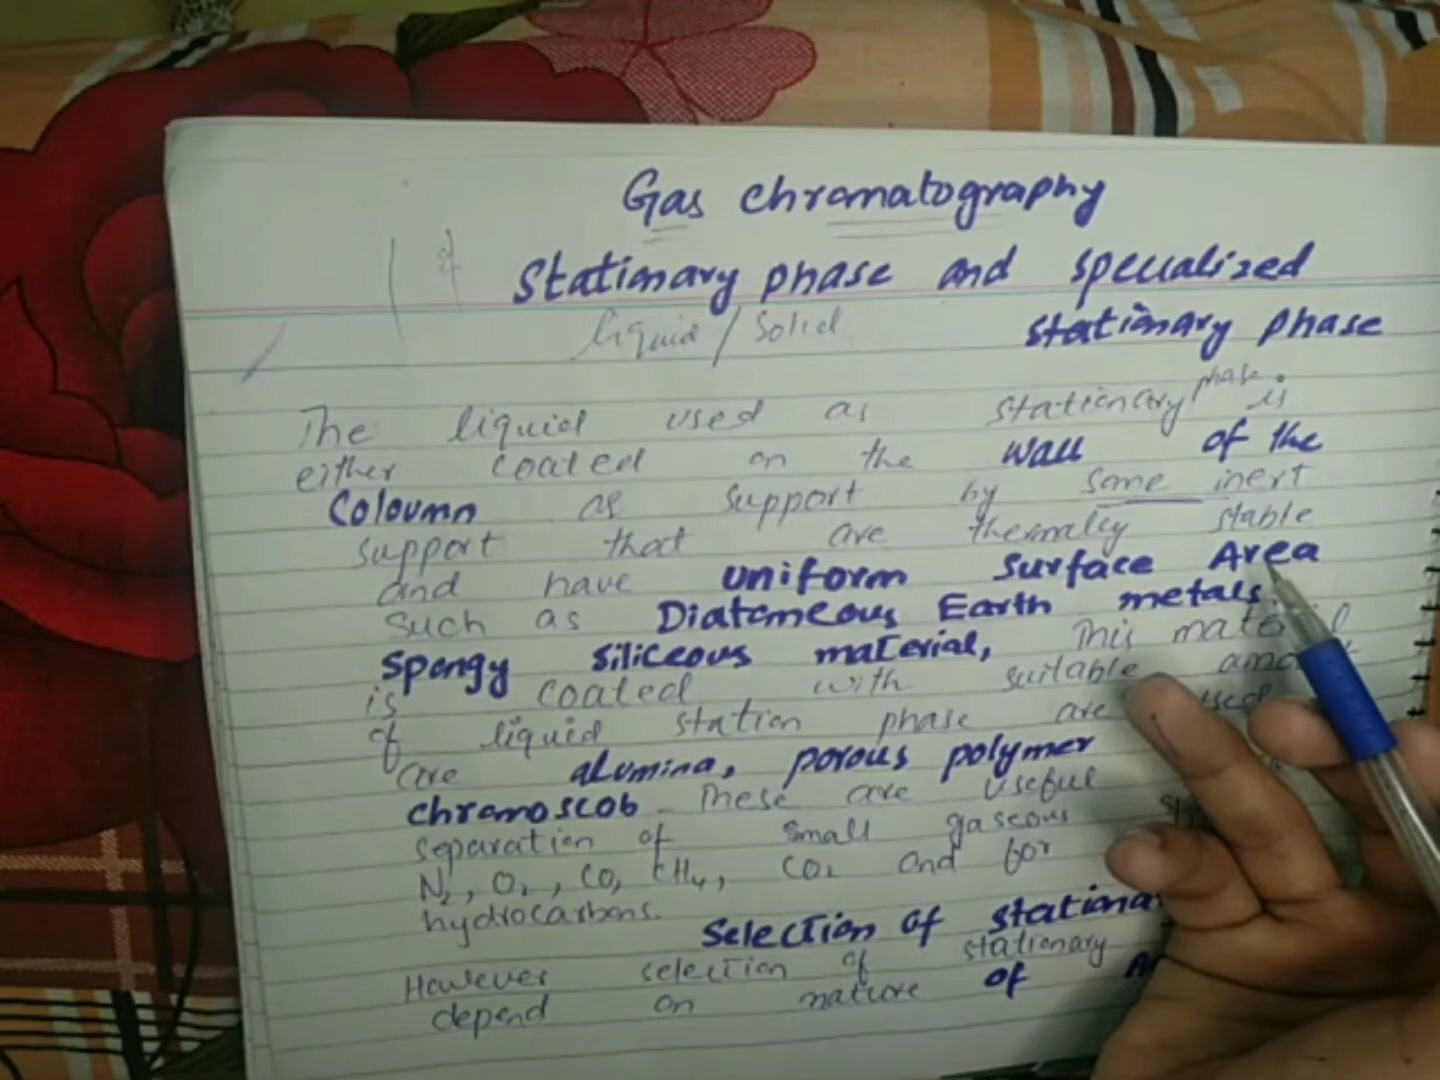 Gas chromatography
Stationary phase and specialized
liquid / Solid
stationary phase
The liquid used as stationary phase is
either coated on the wall of the
Coloumn as support by some inert
support that are thermaley stable
and have uniform surface Area
such as Diatomeous Earth metals
spongy siliceous material, This material
is coated with suitable
of liquid station phase are used
are alumina, porous polymer
chromoscob These are useful
separation of small gaseous
N2, O2, CO, CH4, CO2 and for
hydrocarbons.
Selection of
However selection of stationary
depend on nature of